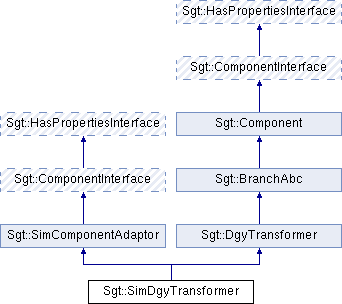 Sgt::HasPropertiesInterface
Sgt::ComponentInterface
Sgt::HasPropertiesInterface
Sgt::Component
Sgt::ComponentInterface
Sgt::BranchAbc
Sgt::SimComponentAdaptor
Sgt::DgyTransformer
Sgt::SimDgyTransformer